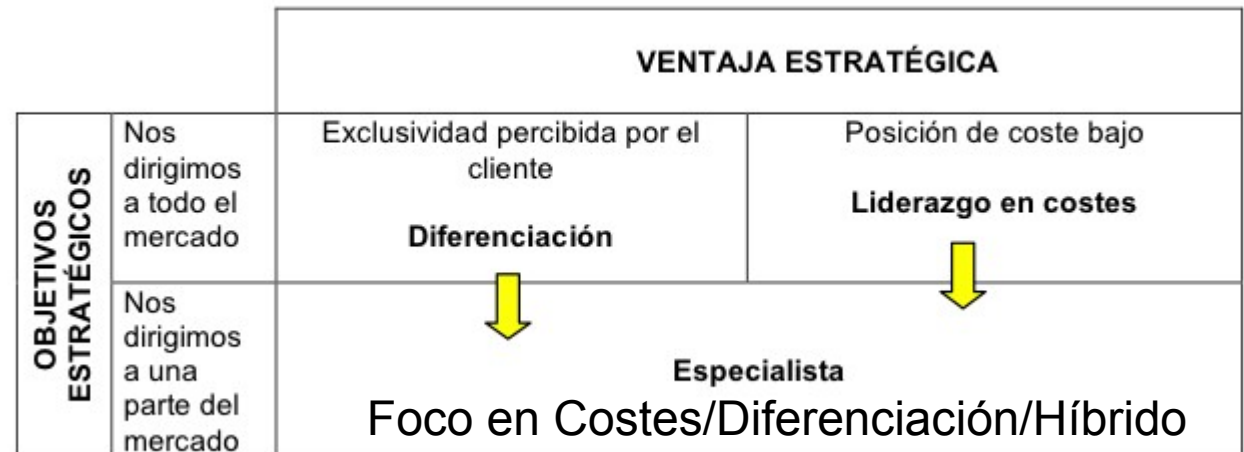 VENTAJA ESTRATÉGICA
OBJETIVOS
ESTRATÉGICOS
Nos
dirigimos
a todo el
mercado
Exclusividad percibida por el
cliente
Diferenciación
Posición de coste bajo
Liderazgo en costes
Nos
dirigimos
a una
parte del
mercado
Especialista
Foco en Costes/Diferenciación/Híbrido